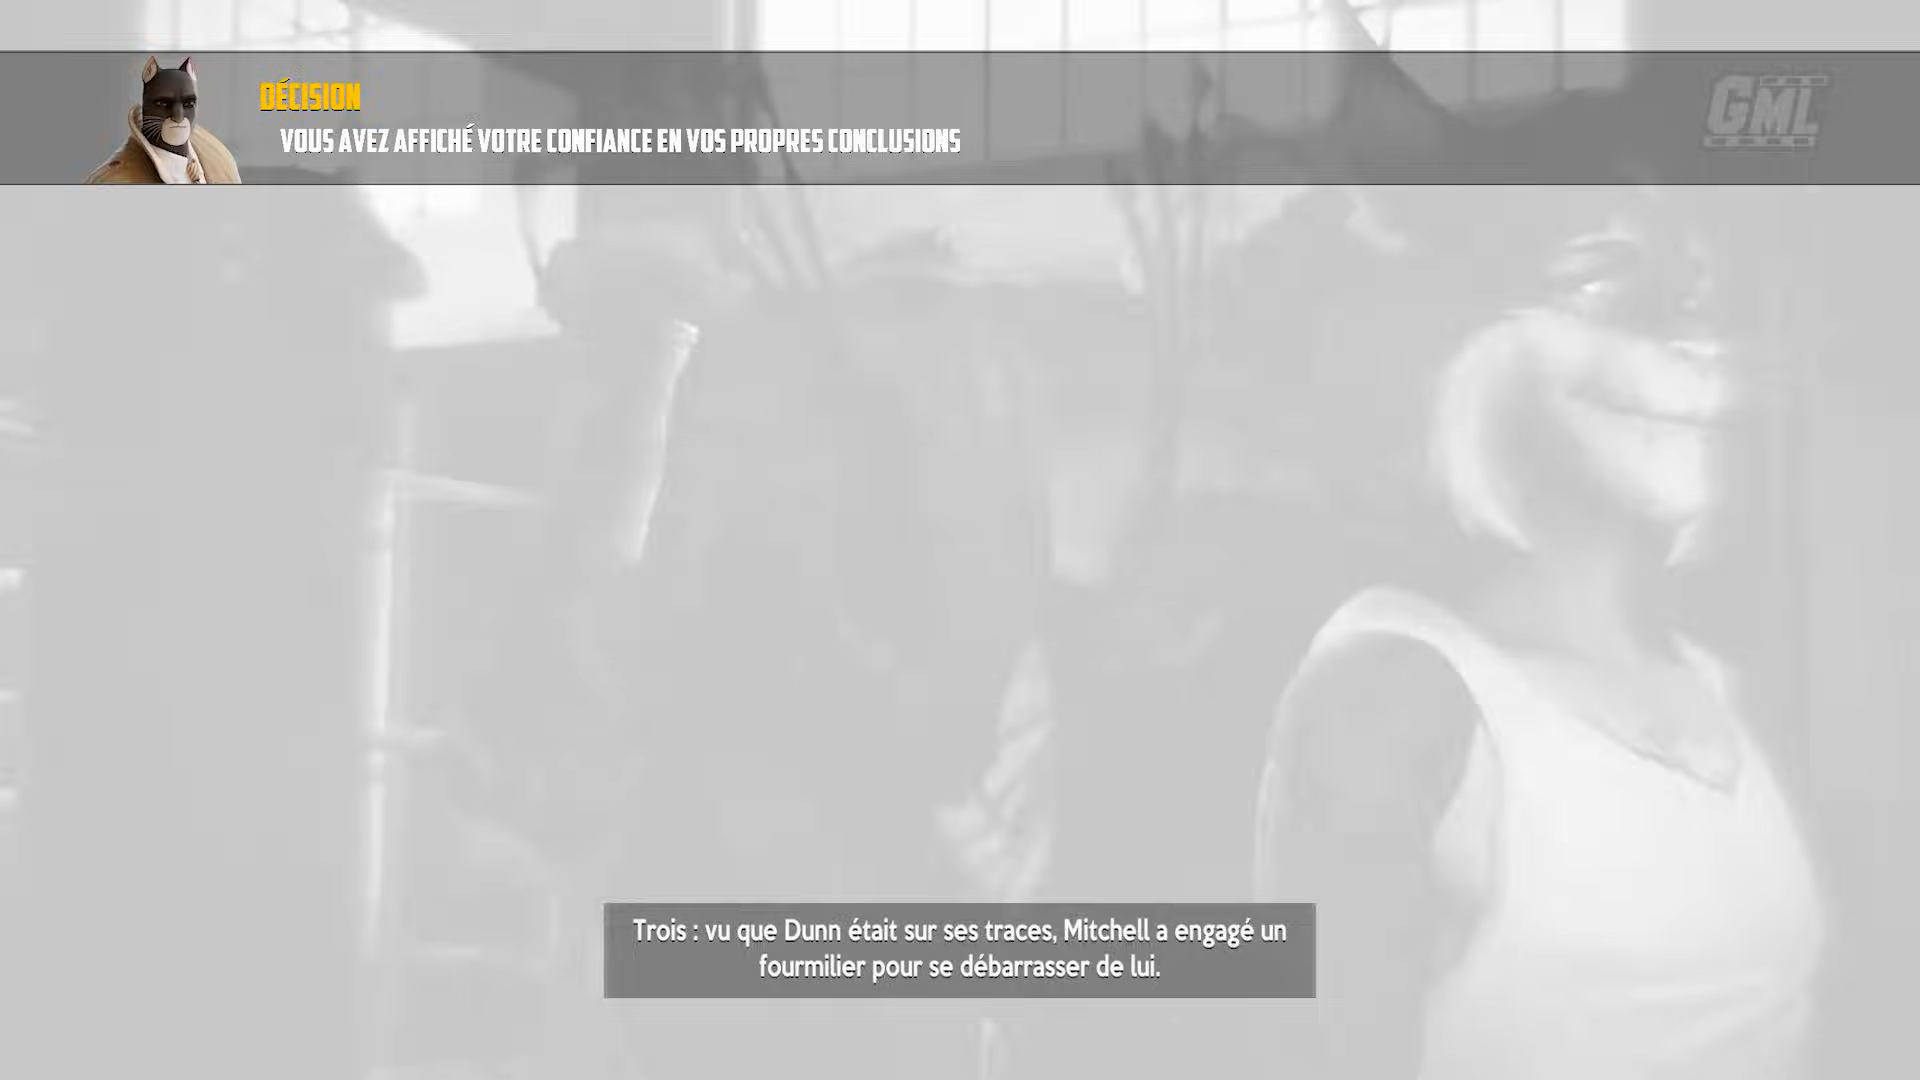 DÉCISION
VOUS AVEZ AFFICHÉ VOTRE CONFIANCE EN VOS PROPRES CONCLUSIONS
GML
Trois : vu que Dunn était sur ses traces, Mitchell a engagé un
fourmilier pour se débarrasser de lui.